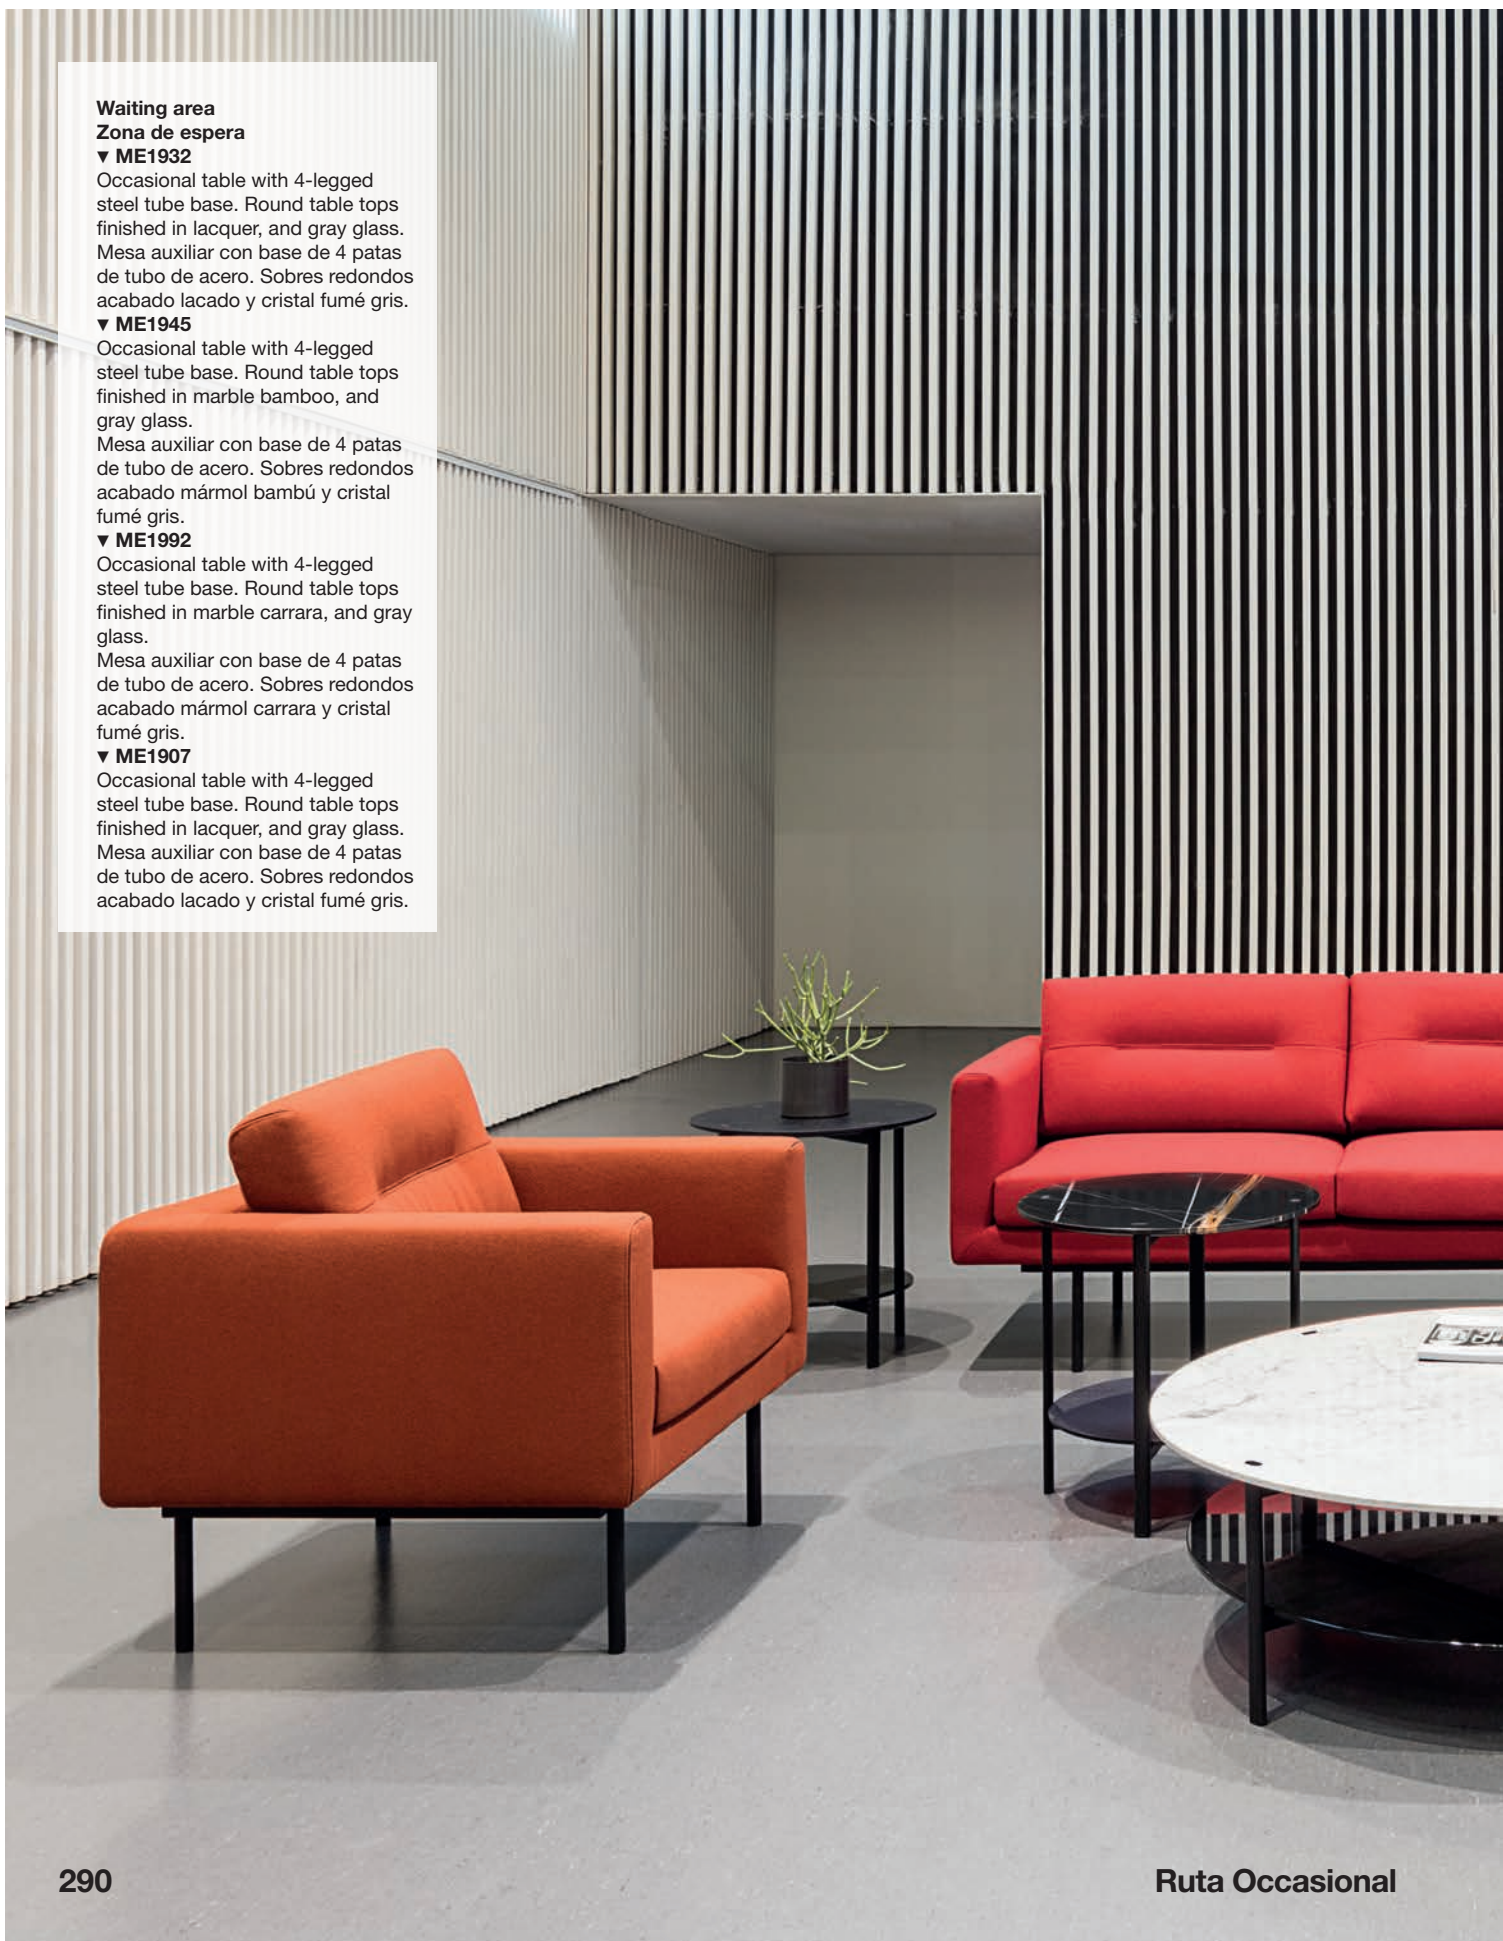 Waiting area
Zona de espera
▼ ME1932
Occasional table with 4-legged
steel tube base. Round table tops
finished in lacquer, and gray glass.
Mesa auxiliar con base de 4 patas
de tubo de acero. Sobres redondos
acabado lacado y cristal fumé gris.
▼ ME1945
Occasional table with 4-legged
steel tube base. Round table tops
finished in marble bamboo, and
gray glass.
Mesa auxiliar con base de 4 patas
de tubo de acero. Sobres redondos
acabado mármol bambú y cristal
fumé gris.
▼ ME1992
Occasional table with 4-legged
steel tube base. Round table tops
finished in marble carrara, and gray
glass.
Mesa auxiliar con base de 4 patas
de tubo de acero. Sobres redondos
acabado mármol carrara y cristal
fumé gris.
▼ ME1907
Occasional table with 4-legged
steel tube base. Round table tops
finished in lacquer, and gray glass.
Mesa auxiliar con base de 4 patas
de tubo de acero. Sobres redondos
acabado lacado y cristal fumé gris.
290
Ruta Occasional